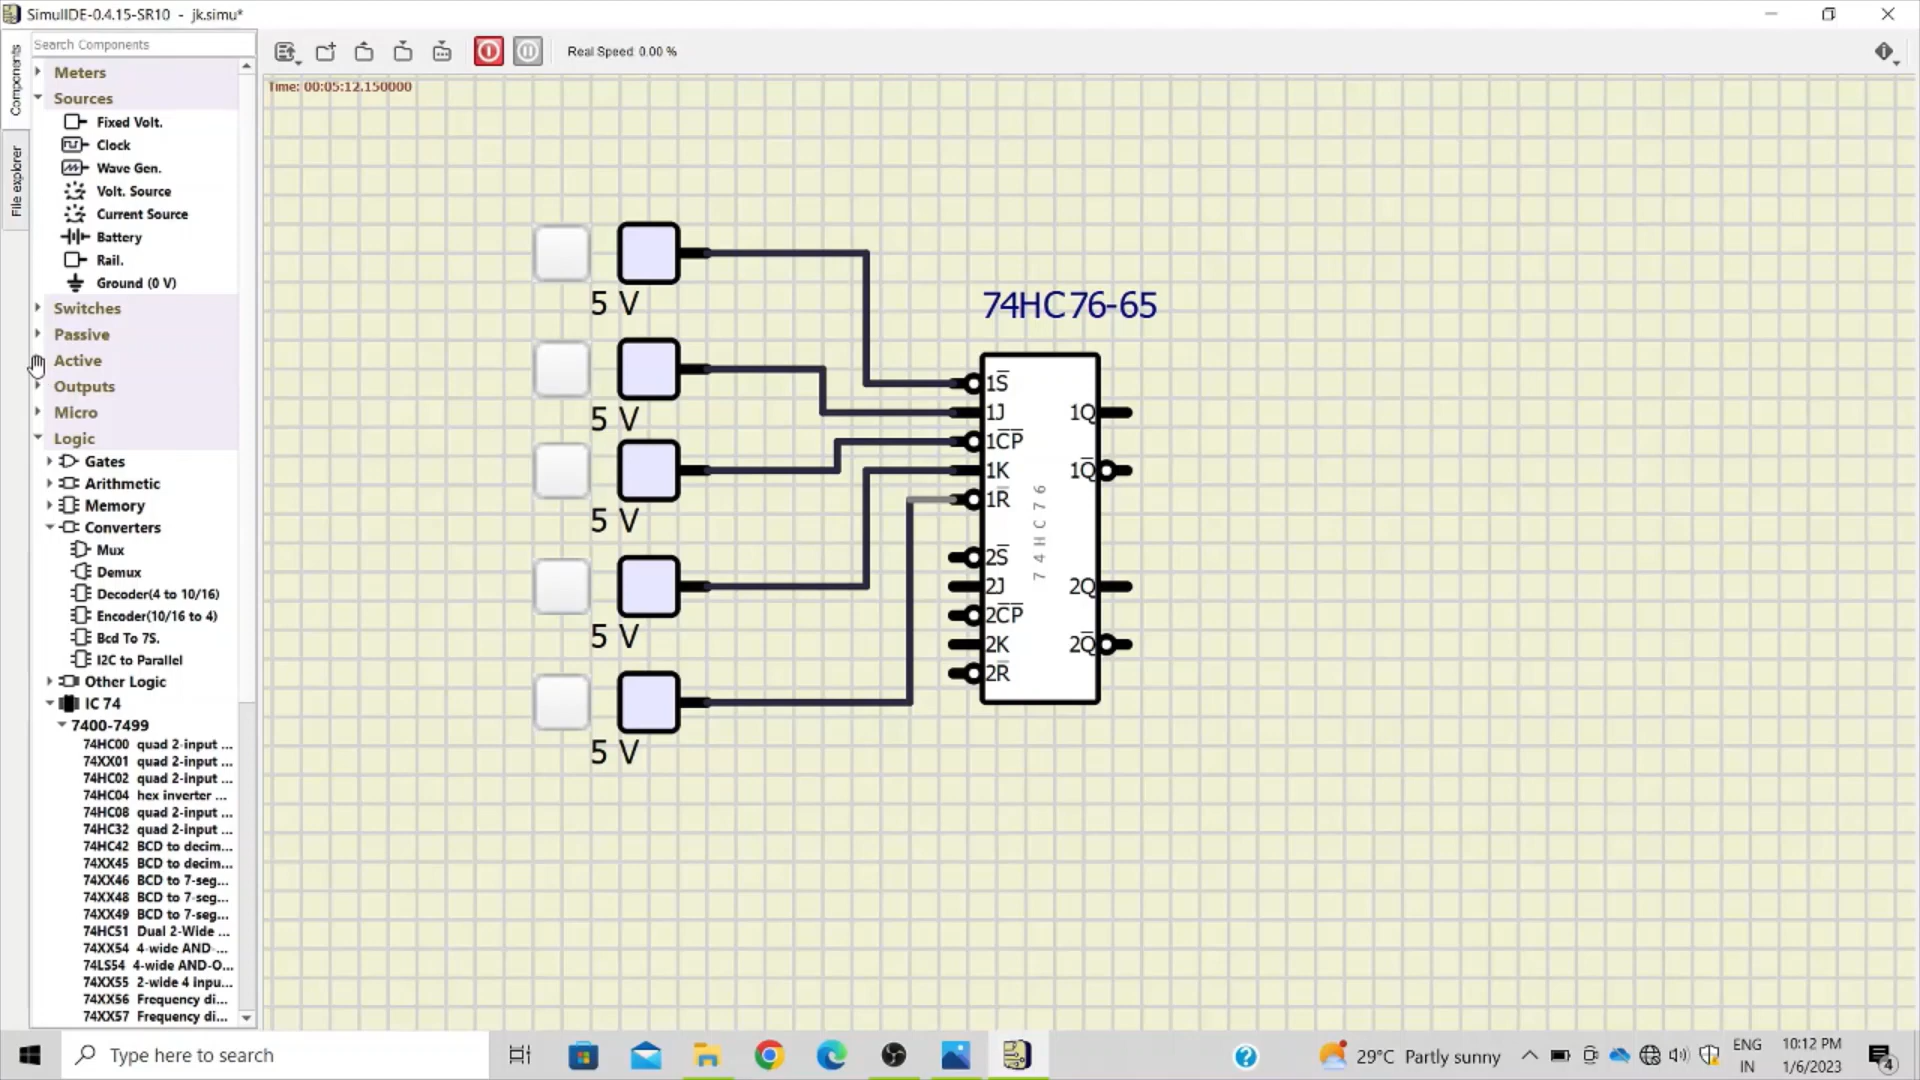 SimulIDE-0.4.15-SR10 - jk.simu*
Components
File explorer
Search Components
Meters
Sources
Fixed Volt.
Clock
Wave Gen.
Volt. Source
Current Source
Battery
Rail.
Ground (0 V)
Switches
Passive
Active
Outputs
Micro
Logic
Gates
Arithmetic
Memory
Converters
Mux
Demux
Decoder(4 to 10/16)
Encoder(10/16 to 4)
Bcd To 7S.
I2C to Parallel
Other Logic
IC 74
7400-7499
74HC00 quad 2-input ...
74XX01 quad 2-input ...
74HC02 quad 2-input ...
74HC04 hex inverter ...
74HC08 quad 2-input ...
74HC32 quad 2-input ...
74HC42 BCD to decim...
74XX45 BCD to decim...
74XX46 BCD to 7-seg...
74XX48 BCD to 7-seg...
74XX49 BCD to 7-seg...
74HC51 Dual 2-Wide ...
74XX54 4-wide AND-...
74LS54 4-wide AND-O...
74XX55 2-wide 4 inpu...
74XX56 Frequency di...
74XX57 Frequency di...
Real Speed 0.00 %
Time: 00:05:12.150000
5 V
5 V
5 V
5 V
5 V
74HC76-65
1S̅
1J 1Q
1C̅P̅
1K 1Q̅
1R̅
74HC76
2S̅
2J 2Q
2C̅P̅
2K 2Q̅
2R̅
Type here to search
29°C Partly sunny
ENG
IN
10:12 PM
1/6/2023
4